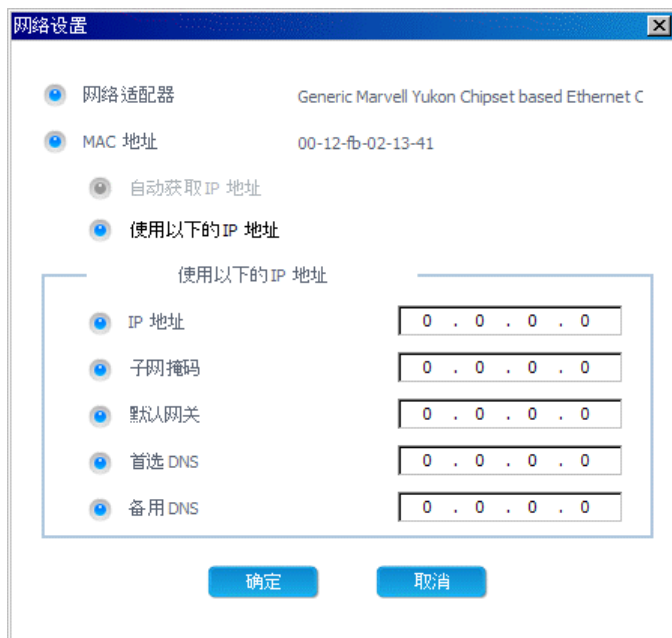 网络设置
网络适配器 Generic Marvell Yukon Chipset based Ethernet C
MAC 地址 00-12-fb-02-13-41
自动获取IP 地址
使用以下的IP 地址
使用以下的IP 地址
IP 地址 0 . 0 . 0 . 0
子网掩码 0 . 0 . 0 . 0
默认网关 0 . 0 . 0 . 0
首选 DNS 0 . 0 . 0 . 0
备用 DNS 0 . 0 . 0 . 0
确定 取消